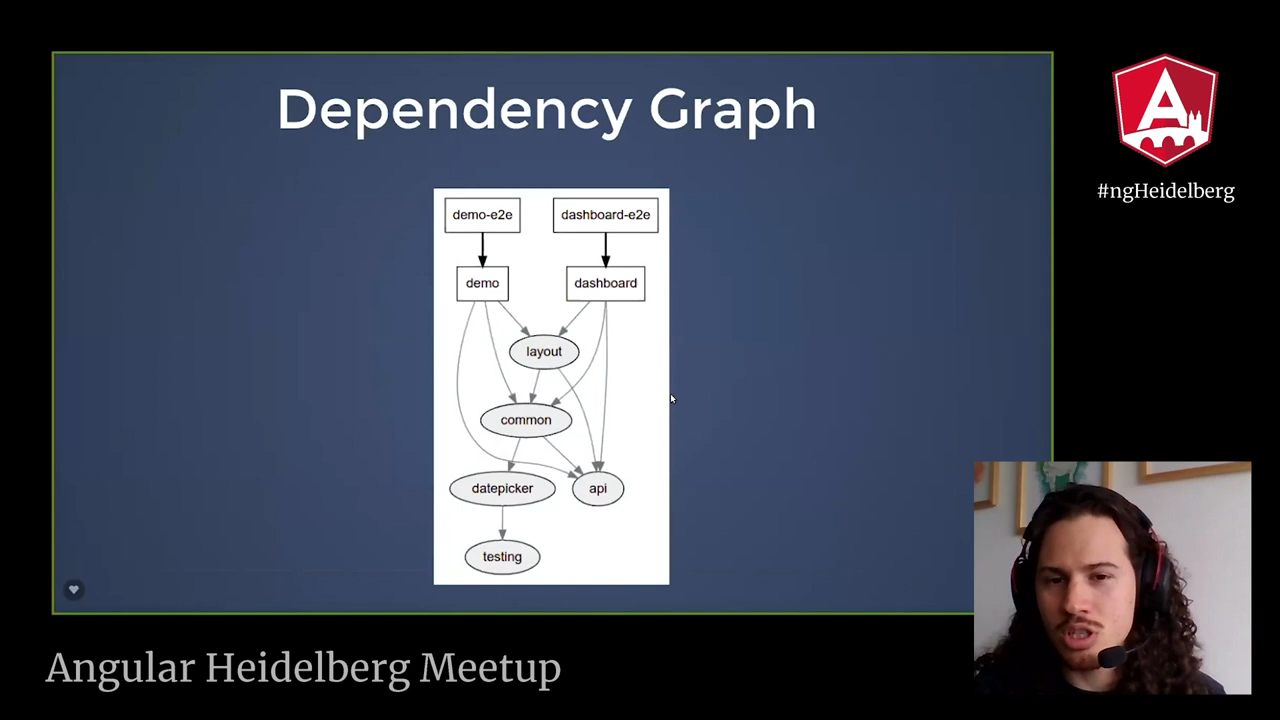 Dependency Graph
#ngHeidelberg
demo-e2e
dashboard-e2e
demo
dashboard
layout
common
datepicker
api
testing
Angular Heidelberg Meetup